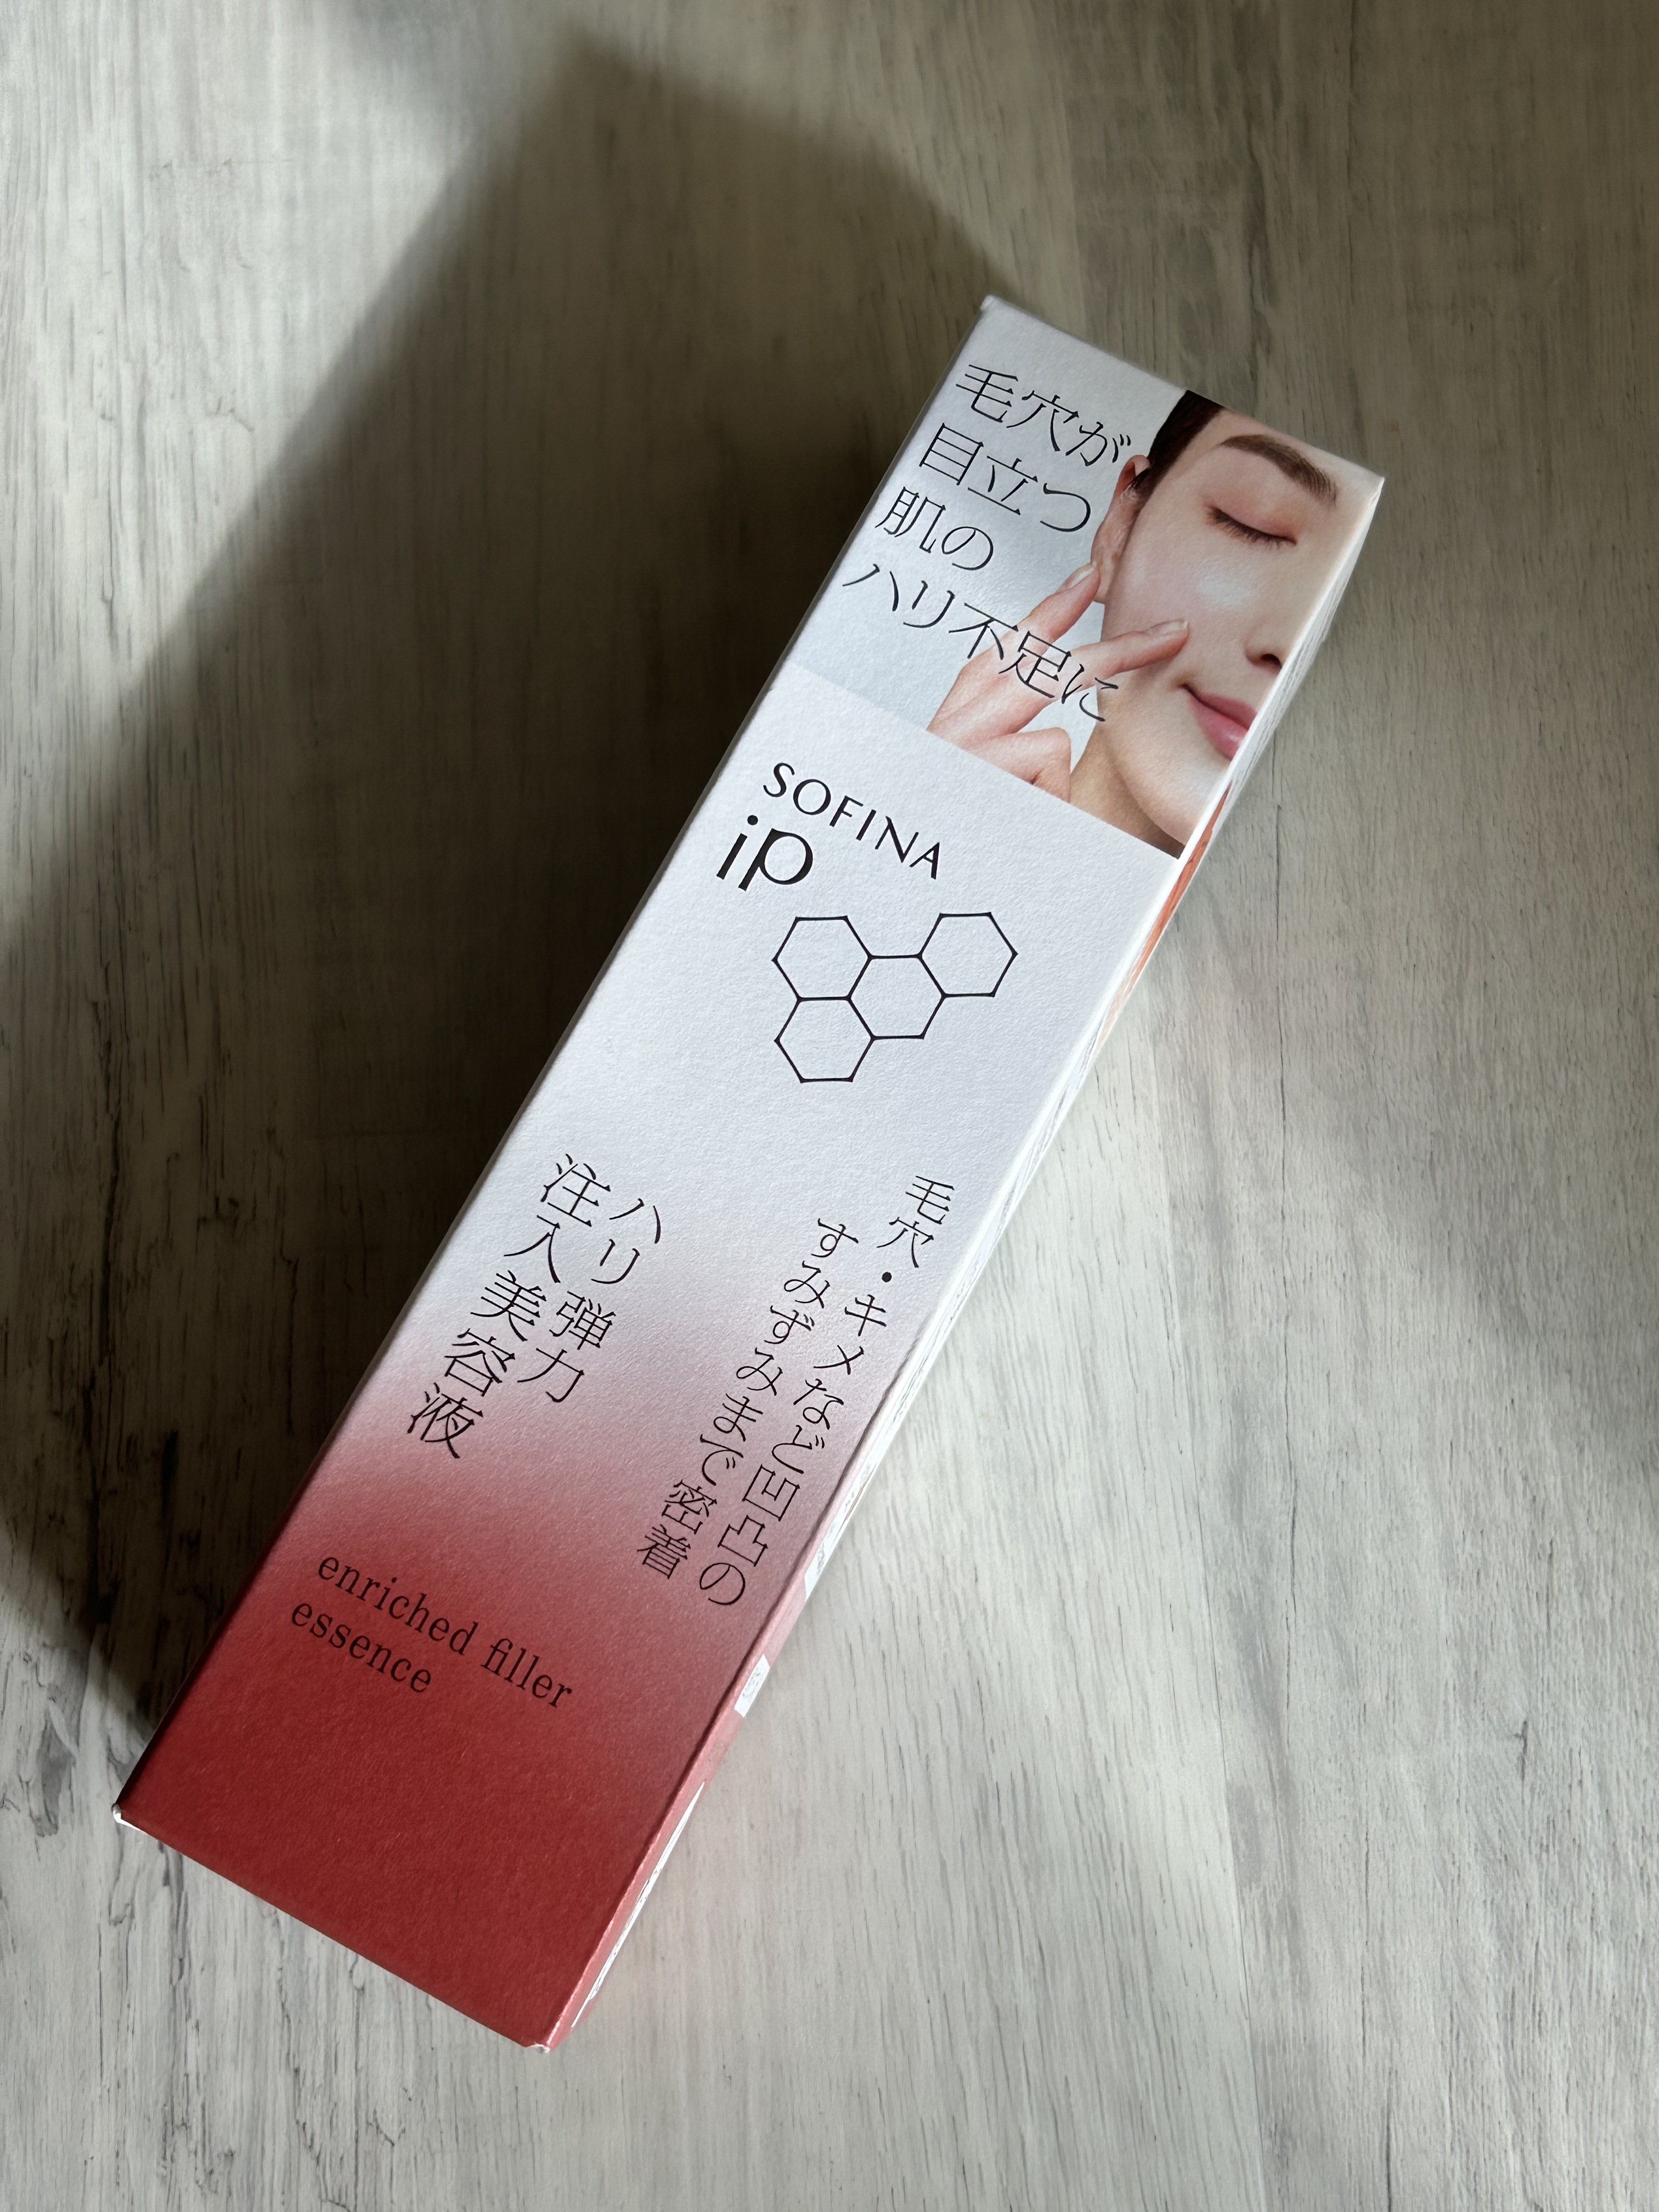 毛穴が
目立つ
肌の
ハリ不足に
SOFINA
ip
毛穴・キメなど凹凸の
すみずみまで密着
ハリ弾力
注入美容液
enriched filler
essence